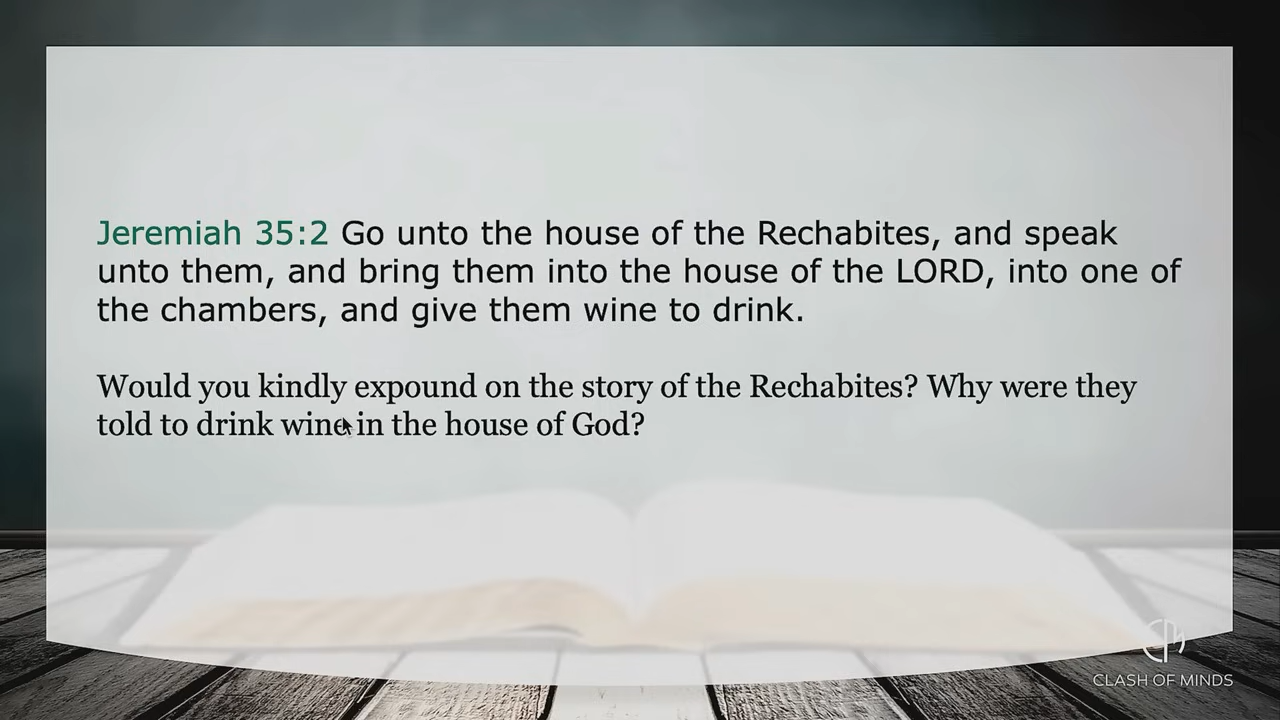 Jeremiah 35:2 Go unto the house of the Rechabites, and speak
unto them, and bring them into the house of the LORD, into one of
the chambers, and give them wine to drink.
Would you kindly expound on the story of the Rechabites? Why were they
told to drink wine in the house of God?
CLASH OF MINDS